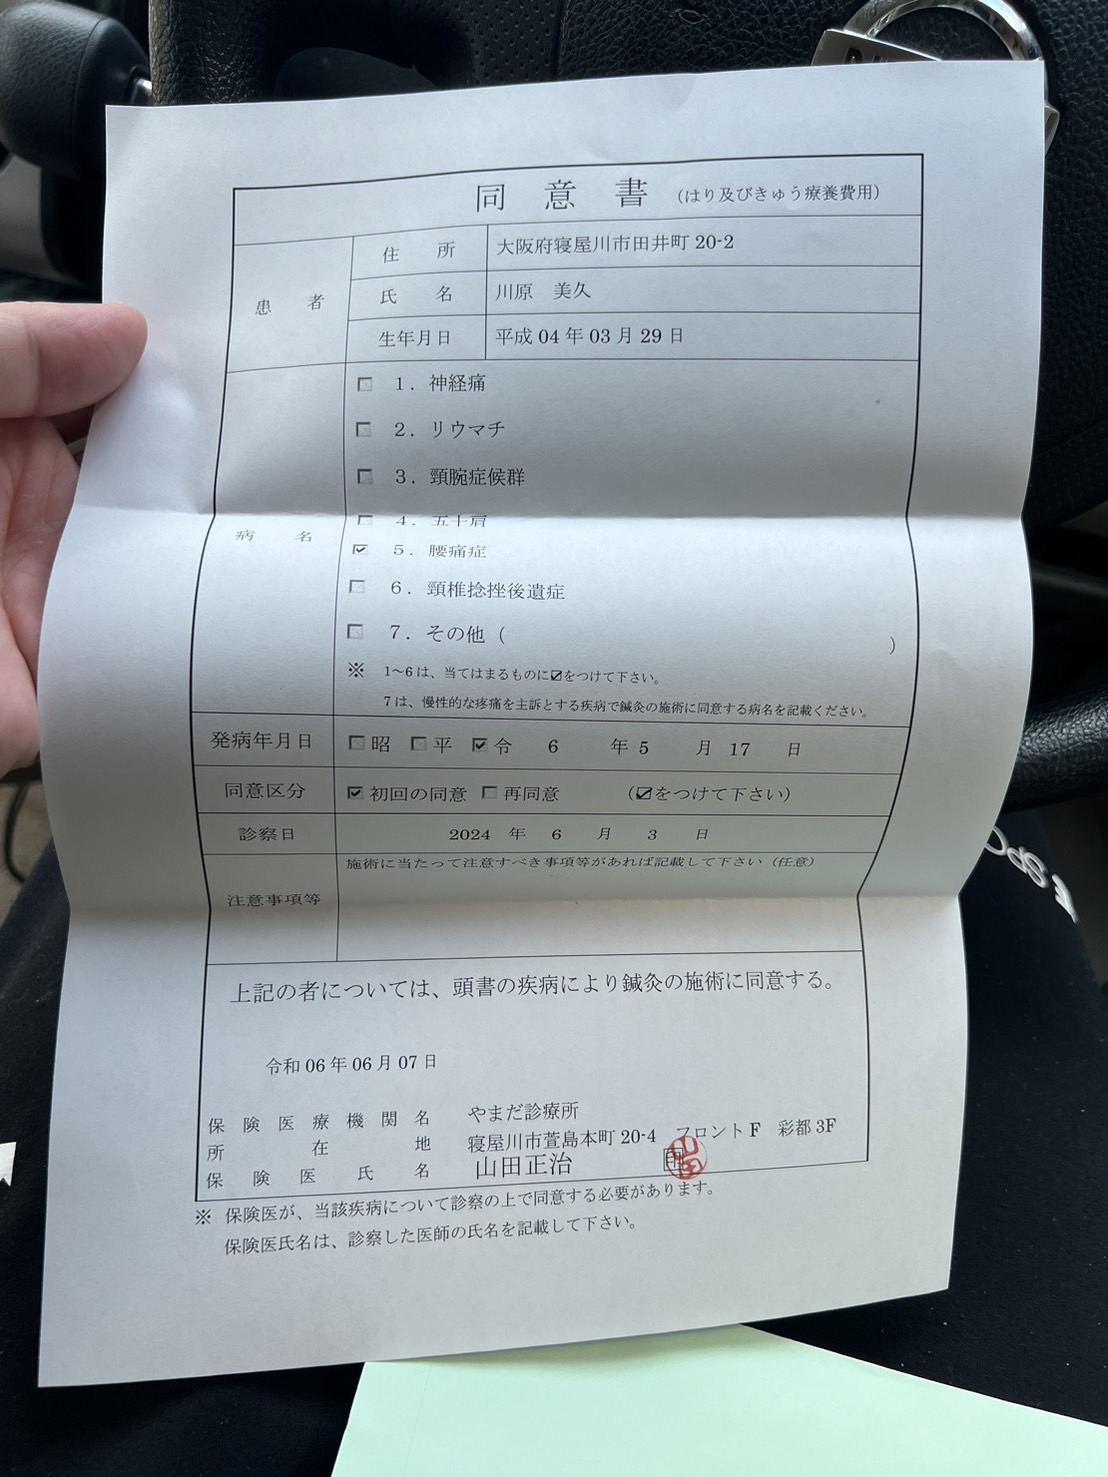 同意書 (はり及びきゅう療養費用)
患者 住所 大阪府寝屋川市田井町 20-2
氏名 川原 美久
生年月日 平成 04 年 03 月 29 日
病名
☐ 1. 神経痛
☐ 2. リウマチ
☐ 3. 頸腕症候群
☐ 4. 五十肩
☑ 5. 腰痛症
☐ 6. 頸椎捻挫後遺症
☐ 7. その他 ( )
※ 1~6は、当てはまるものに☑をつけて下さい。
7は、慢性的な疼痛を主訴とする疾病で鍼灸の施術に同意する病名を記載ください。
発病年月日 ☐昭 ☐平 ☑令 6 年 5 月 17 日
同意区分 ☑初回の同意 ☐再同意 (☑をつけて下さい)
診察日 2024 年 6 月 3 日
注意事項等 施術に当たって注意すべき事項等があれば記載して下さい (任意)
上記の者については、頭書の疾病により鍼灸の施術に同意する。
令和 06 年 06 月 07 日
保険医療機関名 やまだ診療所
所在地 寝屋川市萱島本町 20-4 フロントF 彩都 3F
保険医氏名 山田正治 印
※ 保険医が、当該疾病について診察の上で同意する必要があります。
保険医氏名は、診察した医師の氏名を記載して下さい。